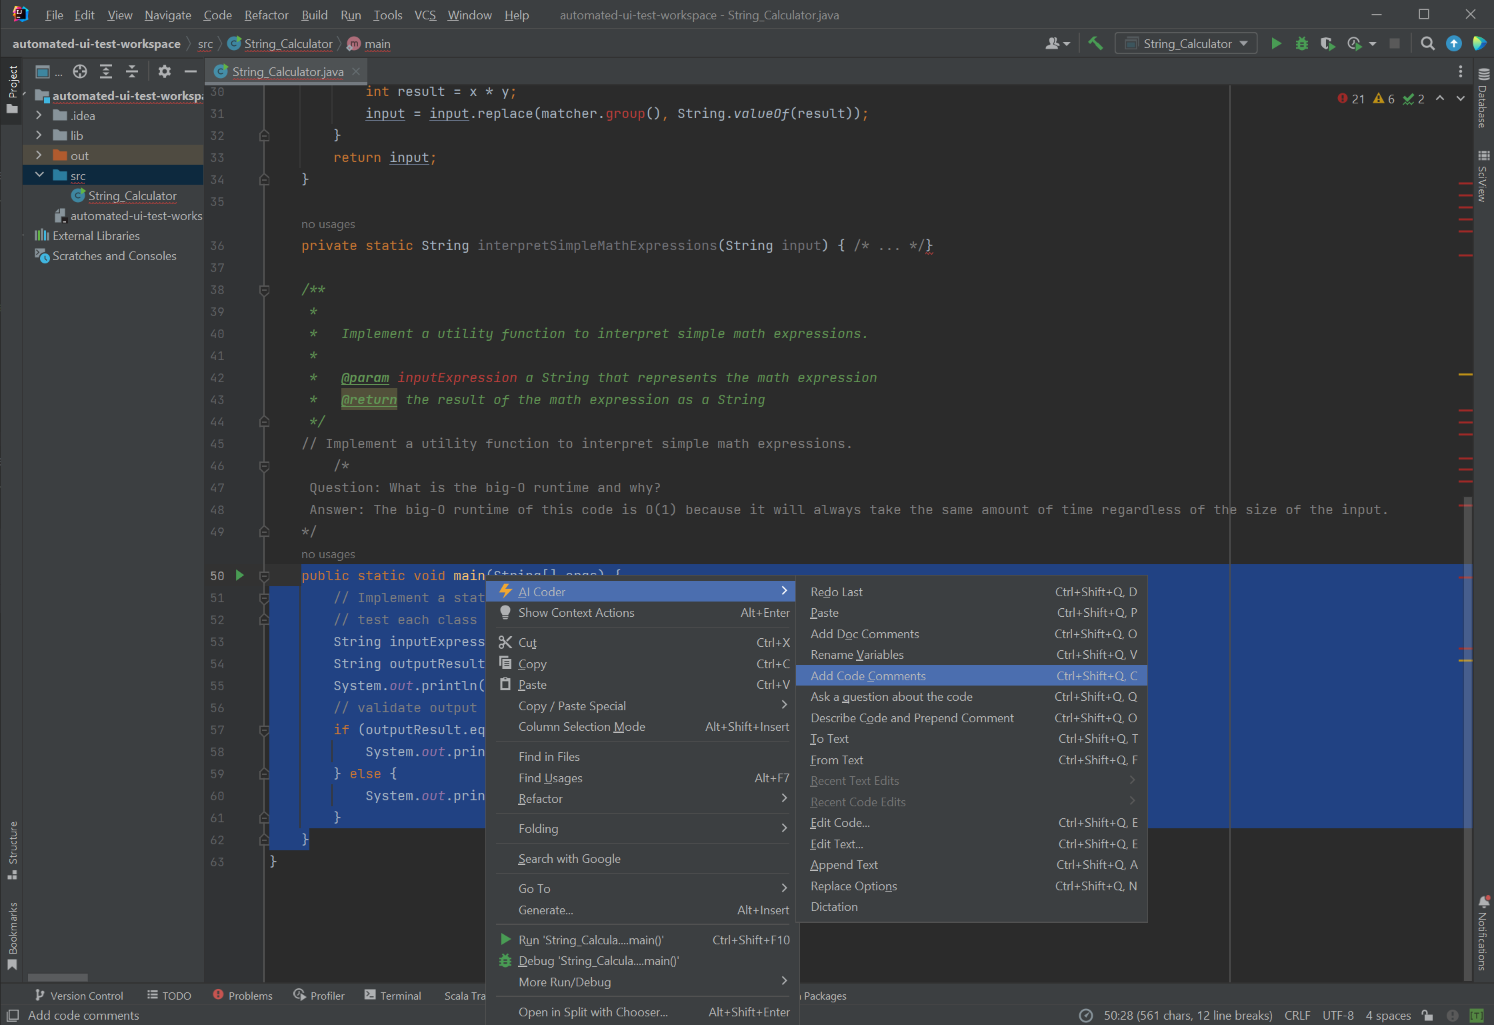 File Edit View Navigate Code Refactor Build Run Tools VCS Window Help automated-ui-test-workspace - String_Calculator.java
automated-ui-test-workspace src String_Calculator main String_Calculator
Project ... String_Calculator.java
automated-ui-test-workspa
.idea
lib
out
src
String_Calculator
automated-ui-test-works
External Libraries
Scratches and Consoles
21 6 2
30 int result = x * y;
31 input = input.replace(matcher.group(), String.valueOf(result));
32 }
33 return input;
34 }
35
no usages
36 private static String interpretSimpleMathExpressions(String input) { /* ... */}
37
38 /**
39 *
40 * Implement a utility function to interpret simple math expressions.
41 *
42 * @param inputExpression a String that represents the math expression
43 * @return the result of the math expression as a String
44 */
45 // Implement a utility function to interpret simple math expressions.
46 /*
47 Question: What is the big-O runtime and why?
48 Answer: The big-O runtime of this code is O(1) because it will always take the same amount of time regardless of the size of the input.
49 */
no usages
50 public static void main(String[] args) {
51 // Implement a stat
52 // test each class
53 String inputExpress
54 String outputResult
55 System.out.println(
56 // validate output
57 if (outputResult.eq
58 System.out.prin
59 } else {
60 System.out.prin
61 }
62 }
63 }
AI Coder
Show Context Actions Alt+Enter
Cut Ctrl+X
Copy Ctrl+C
Paste Ctrl+V
Copy / Paste Special
Column Selection Mode Alt+Shift+Insert
Find in Files
Find Usages Alt+F7
Refactor
Folding
Search with Google
Go To
Generate... Alt+Insert
Run 'String_Calcula....main()' Ctrl+Shift+F10
Debug 'String_Calcula....main()'
More Run/Debug
Open in Split with Chooser... Alt+Shift+Enter
Redo Last Ctrl+Shift+Q, D
Paste Ctrl+Shift+Q, P
Add Doc Comments Ctrl+Shift+Q, O
Rename Variables Ctrl+Shift+Q, V
Add Code Comments Ctrl+Shift+Q, C
Ask a question about the code Ctrl+Shift+Q, Q
Describe Code and Prepend Comment Ctrl+Shift+Q, O
To Text Ctrl+Shift+Q, T
From Text Ctrl+Shift+Q, F
Recent Text Edits
Recent Code Edits
Edit Code... Ctrl+Shift+Q, E
Edit Text... Ctrl+Shift+Q, E
Append Text Ctrl+Shift+Q, A
Replace Options Ctrl+Shift+Q, N
Dictation
Database
SciView
Notifications
Structure
Bookmarks
Version Control TODO Problems Profiler Terminal Scala Tra Packages
Add code comments 50:28 (561 chars, 12 line breaks) CRLF UTF-8 4 spaces